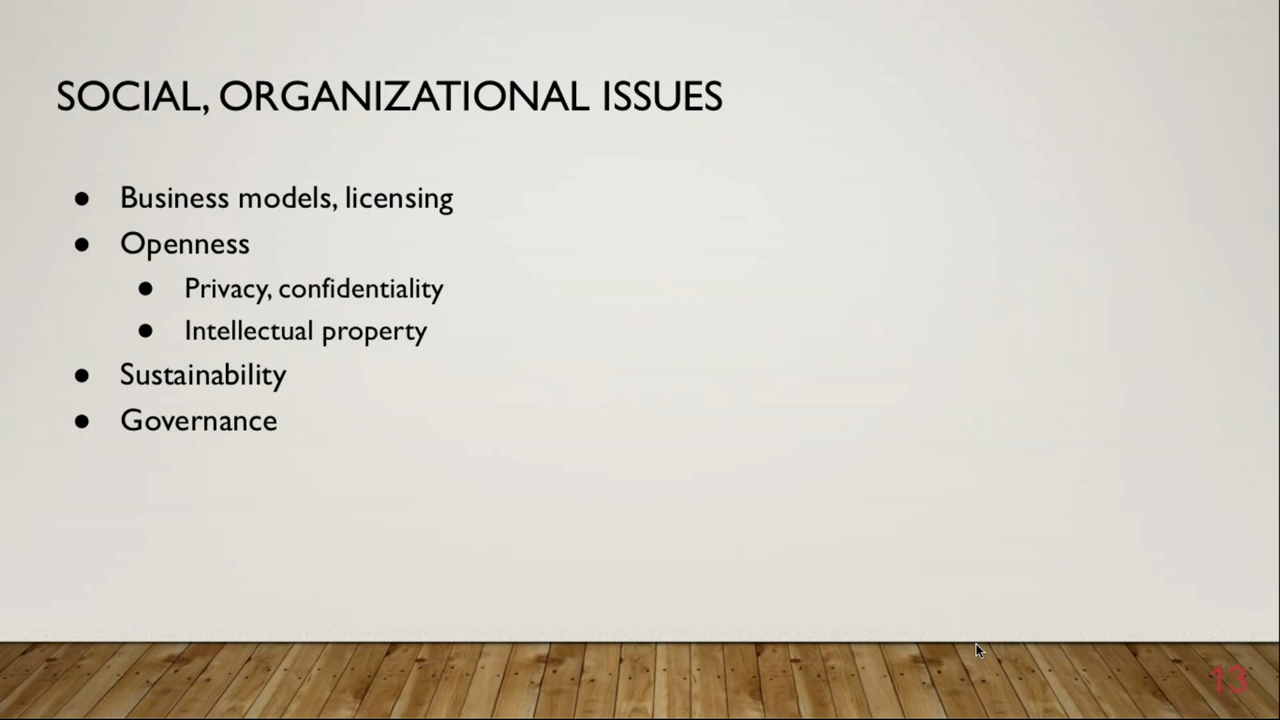 SOCIAL, ORGANIZATIONAL ISSUES
● Business models, licensing
● Openness
● Privacy, confidentiality
● Intellectual property
● Sustainability
● Governance
13